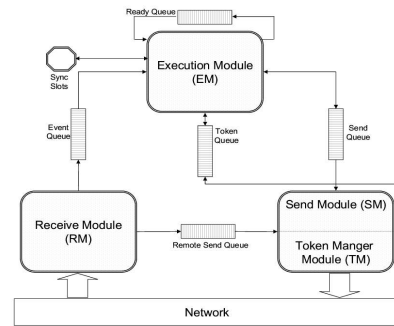 Ready Queue
Execution Module
(EM)
Sync
Slots
Event
Queue
Token
Queue
Send
Queue
Receive Module
(RM)
Remote Send Queue
Send Module (SM)
Token Manger
Module (TM)
Network